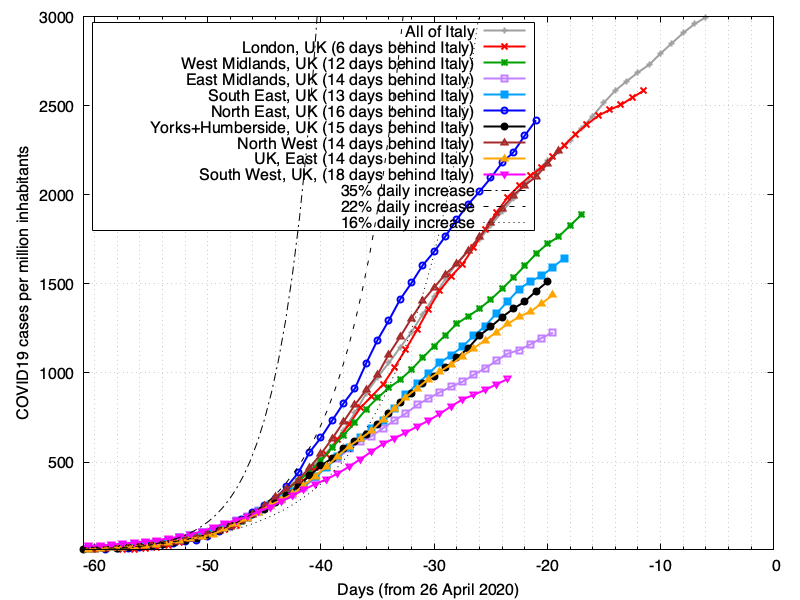 3000
2500
2000
1500
1000
500
COVID19 cases per million inhabitants
All of Italy
London, UK (6 days behind Italy)
West Midlands, UK (12 days behind Italy)
East Midlands, UK (14 days behind Italy)
South East, UK (13 days behind Italy)
North East, UK (16 days behind Italy)
Yorks+Humberside, UK (15 days behind Italy)
North West (14 days behind Italy)
UK, East (14 days behind Italy)
South West, UK, (18 days behind Italy)
35% daily increase
22% daily increase
16% daily increase
-60 -50 -40 -30 -20 -10 0
Days (from 26 April 2020)